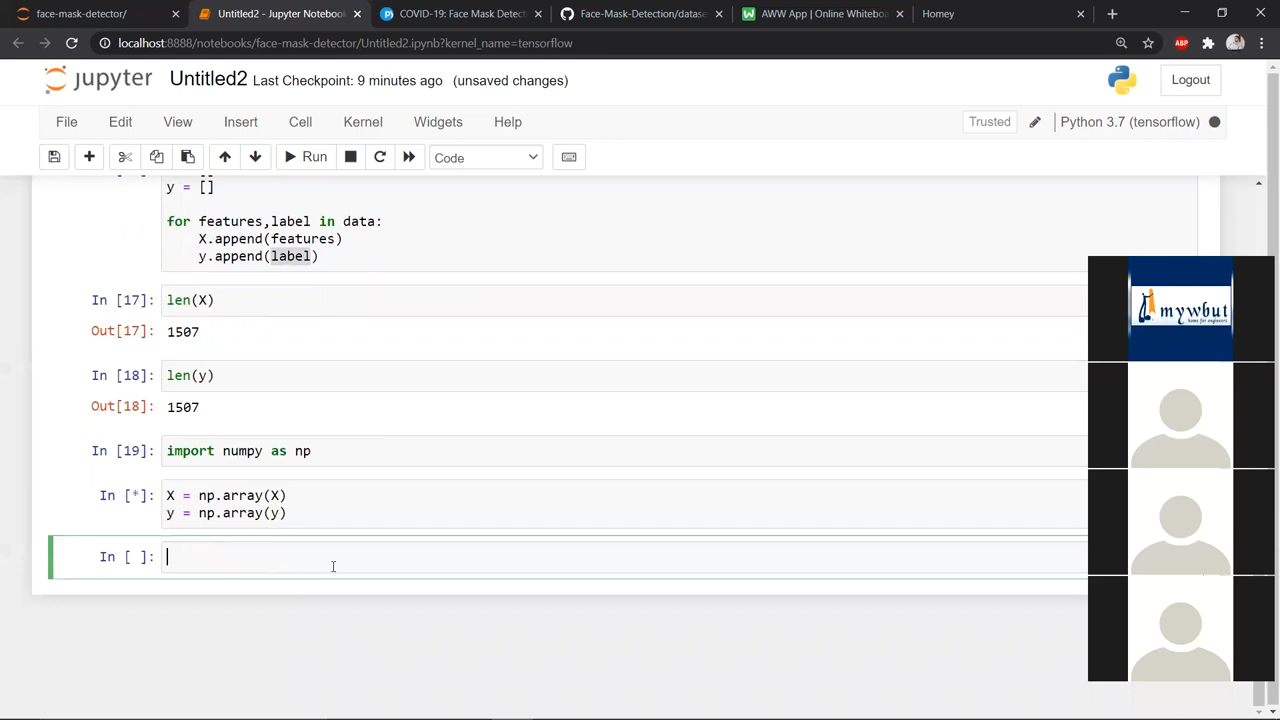 face-mask-detector/
Untitled2 - Jupyter Notebook
COVID-19: Face Mask Detect
Face-Mask-Detection/datase
AWW App | Online Whiteboa
Homey
localhost:8888/notebooks/face-mask-detector/Untitled2.ipynb?kernel_name=tensorflow
ABP
jupyter Untitled2 Last Checkpoint: 9 minutes ago (unsaved changes)
Logout
File Edit View Insert Cell Kernel Widgets Help
Trusted
Python 3.7 (tensorflow)
Run
Code
y = []
for features,label in data:
X.append(features)
y.append(label)
In [17]: len(X)
Out[17]: 1507
In [18]: len(y)
Out[18]: 1507
In [19]: import numpy as np
In [*]: X = np.array(X)
y = np.array(y)
In [ ]:
mywbut
home for engineers